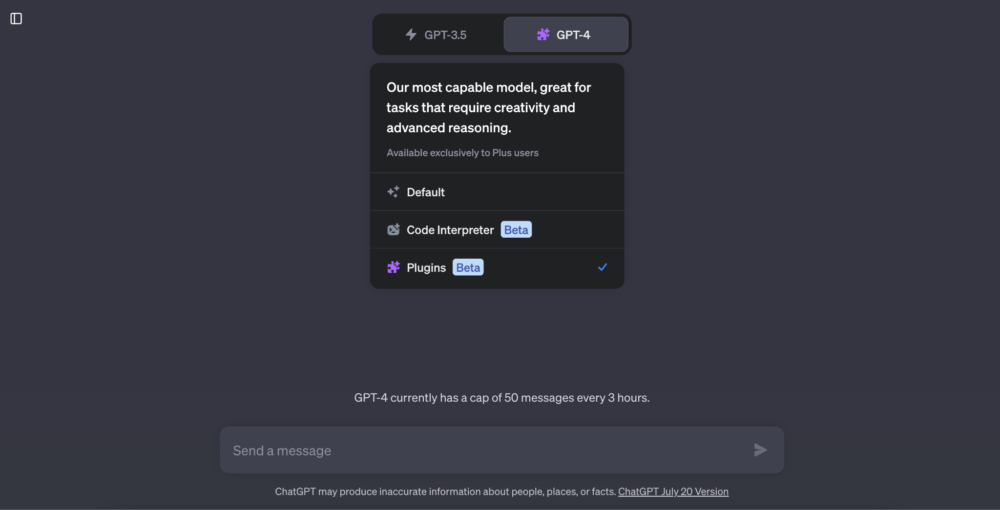 GPT-3.5
GPT-4
Our most capable model, great for
tasks that require creativity and
advanced reasoning.
Available exclusively to Plus users
Default
Code Interpreter Beta
Plugins Beta
GPT-4 currently has a cap of 50 messages every 3 hours.
Send a message
ChatGPT may produce inaccurate information about people, places, or facts. ChatGPT July 20 Version